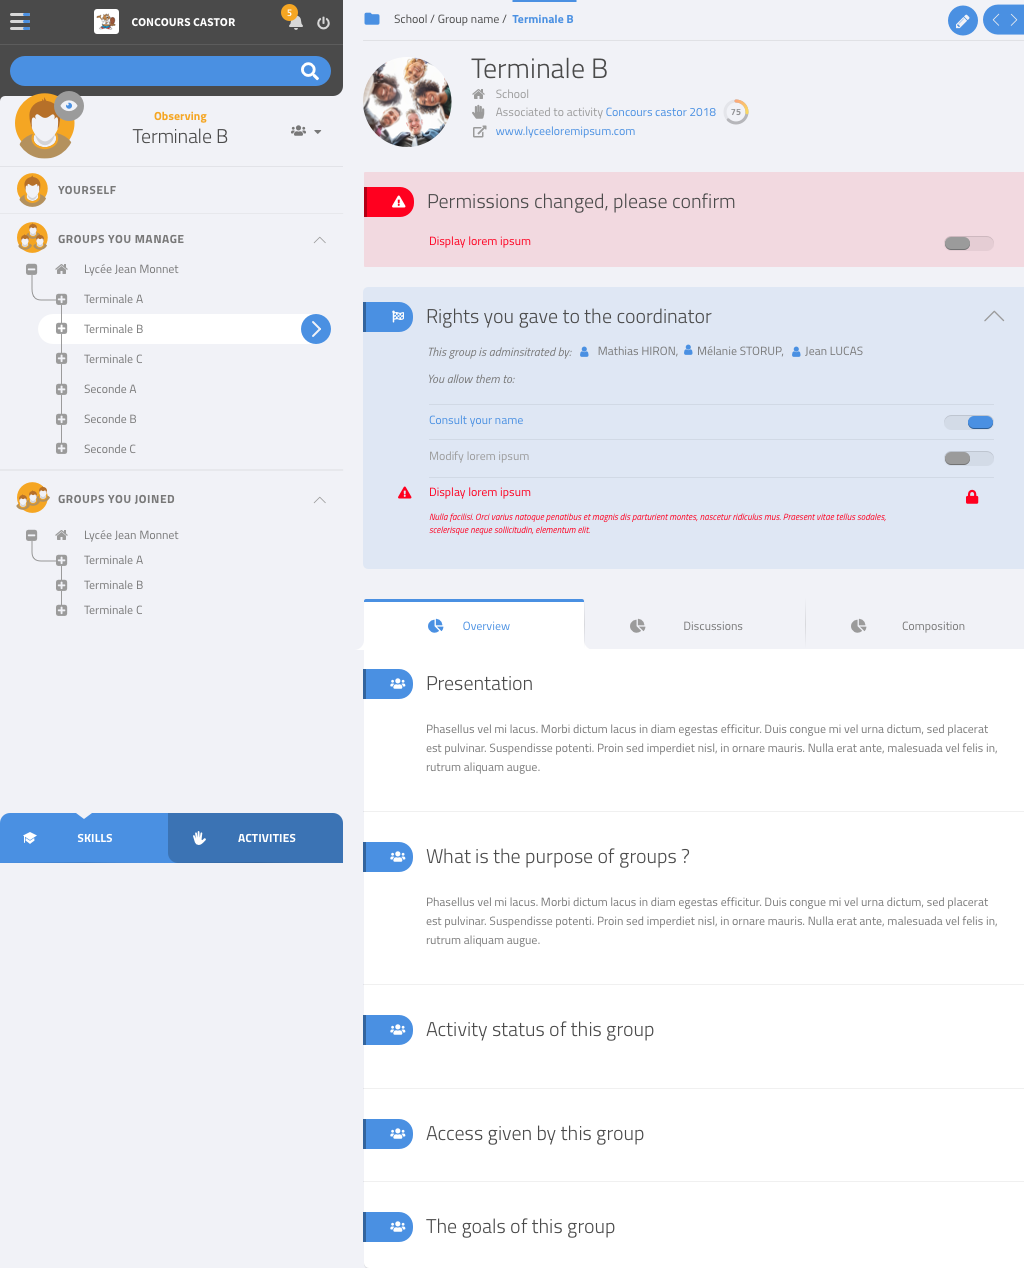 CONCOURS CASTOR
5
Observing
Terminale B
YOURSELF
GROUPS YOU MANAGE
Lycée Jean Monnet
Terminale A
Terminale B
Terminale C
Seconde A
Seconde B
Seconde C
GROUPS YOU JOINED
Lycée Jean Monnet
Terminale A
Terminale B
Terminale C
SKILLS
ACTIVITIES
School / Group name / Terminale B
Terminale B
School
Associated to activity Concours castor 2018 75
www.lyceeloremipsum.com
Permissions changed, please confirm
Display lorem ipsum
Rights you gave to the coordinator
This group is adminsitrated by: Mathias HIRON, Mélanie STORUP, Jean LUCAS
You allow them to:
Consult your name
Modify lorem ipsum
Display lorem ipsum
Nulla facilisi. Orci varius natoque penatibus et magnis dis parturient montes, nascetur ridiculus mus. Praesent vitae tellus sodales,
scelerisque neque sollicitudin, elementum elit.
Overview
Discussions
Composition
Presentation
Phasellus vel mi lacus. Morbi dictum lacus in diam egestas efficitur. Duis congue mi vel urna dictum, sed placerat
est pulvinar. Suspendisse potenti. Proin sed imperdiet nisl, in ornare mauris. Nulla erat ante, malesuada vel felis in,
rutrum aliquam augue.
What is the purpose of groups ?
Phasellus vel mi lacus. Morbi dictum lacus in diam egestas efficitur. Duis congue mi vel urna dictum, sed placerat
est pulvinar. Suspendisse potenti. Proin sed imperdiet nisl, in ornare mauris. Nulla erat ante, malesuada vel felis in,
rutrum aliquam augue.
Activity status of this group
Access given by this group
The goals of this group